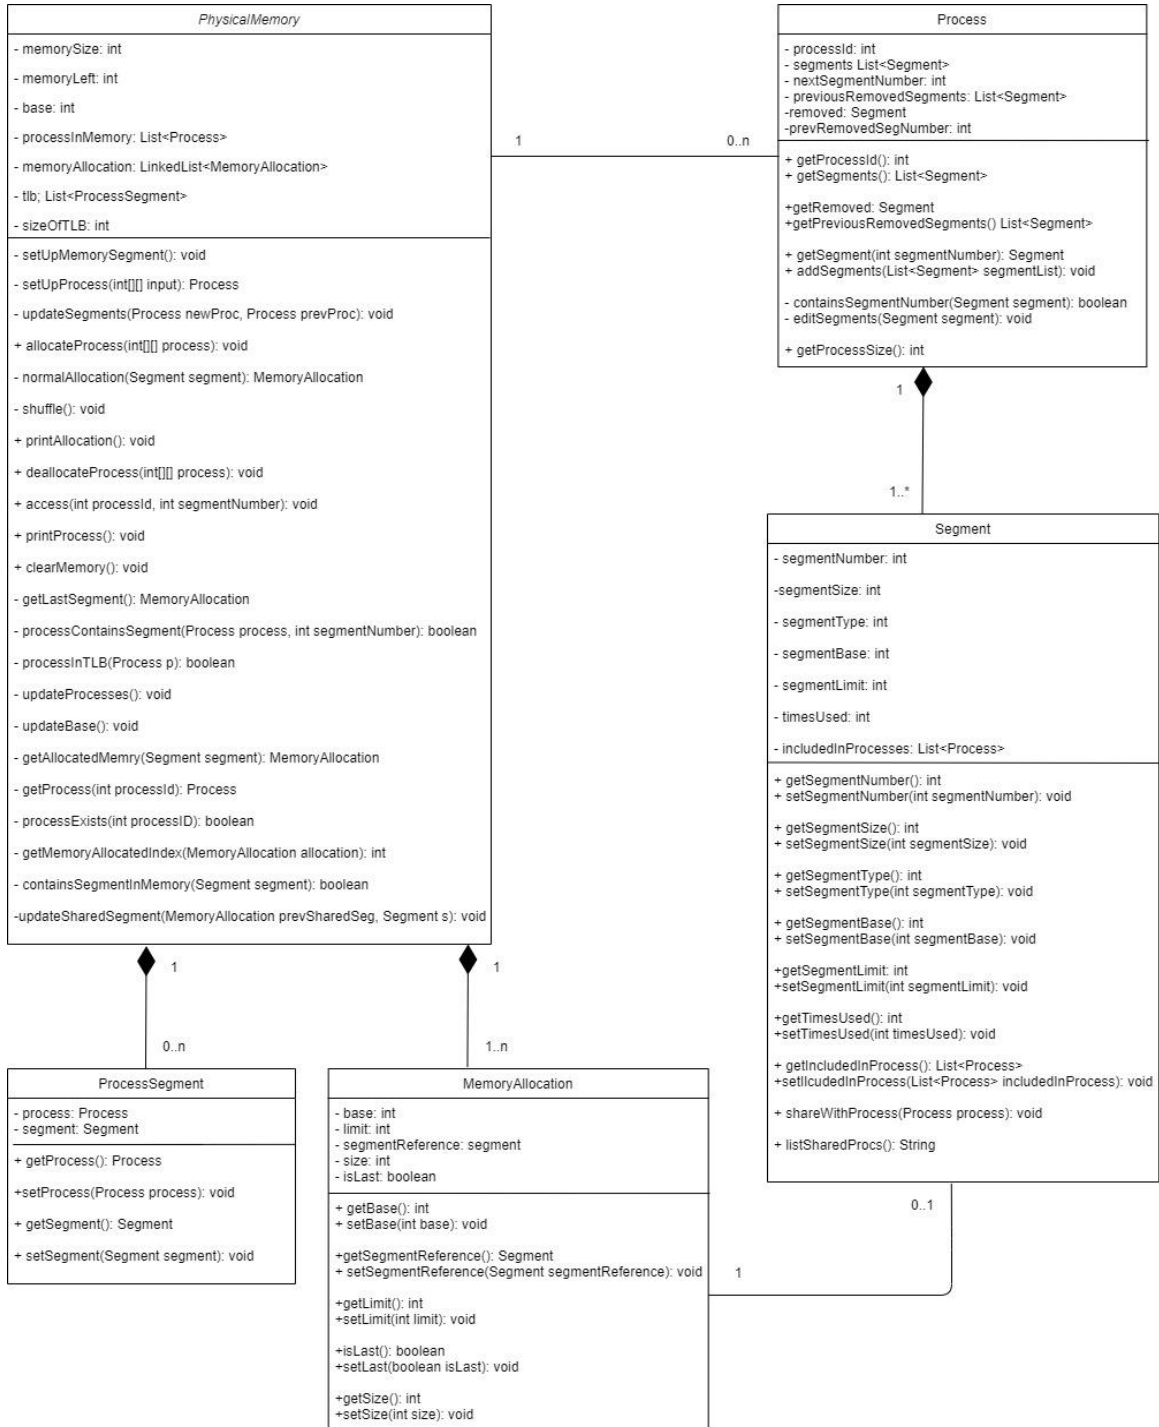 PhysicalMemory
- memorySize: int
- memoryLeft: int
- base: int
- processInMemory: List<Process>
- memoryAllocation: LinkedList<MemoryAllocation>
- tlb; List<ProcessSegment>
- sizeOfTLB: int
- setUpMemorySegment(): void
- setUpProcess(int[][] input): Process
- updateSegments(Process newProc, Process prevProc): void
+ allocateProcess(int[][] process): void
- normalAllocation(Segment segment): MemoryAllocation
- shuffle(): void
+ printAllocation(): void
+ deallocateProcess(int[][] process): void
+ access(int processId, int segmentNumber): void
+ printProcess(): void
+ clearMemory(): void
- getLastSegment(): MemoryAllocation
- processContainsSegment(Process process, int segmentNumber): boolean
- processInTLB(Process p): boolean
- updateProcesses(): void
- updateBase(): void
- getAllocatedMemry(Segment segment): MemoryAllocation
- getProcess(int processId): Process
- processExists(int processID): boolean
- getMemoryAllocatedIndex(MemoryAllocation allocation): int
- containsSegmentInMemory(Segment segment): boolean
-updateSharedSegment(MemoryAllocation prevSharedSeg, Segment s): void
1
0..n
Process
- processId: int
- segments List<Segment>
- nextSegmentNumber: int
- previousRemovedSegments: List<Segment>
-removed: Segment
-prevRemovedSegNumber: int
+ getProcessId(): int
+ getSegments(): List<Segment>
+getRemoved: Segment
+getPreviousRemovedSegments() List<Segment>
+ getSegment(int segmentNumber): Segment
+ addSegments(List<Segment> segmentList): void
- containsSegmentNumber(Segment segment): boolean
- editSegments(Segment segment): void
+ getProcessSize(): int
1
1..*
Segment
- segmentNumber: int
-segmentSize: int
- segmentType: int
- segmentBase: int
- segmentLimit: int
- timesUsed: int
- includedInProcesses: List<Process>
+ getSegmentNumber(): int
+ setSegmentNumber(int segmentNumber): void
+ getSegmentSize(): int
+ setSegmentSize(int segmentSize): void
+ getSegmentType(): int
+ setSegmentType(int segmentType): void
+ getSegmentBase(): int
+ setSegmentBase(int segmentBase): void
+getSegmentLimit: int
+setSegmentLimit(int segmentLimit): void
+getTimesUsed(): int
+setTimesUsed(int timesUsed): void
+ getIncludedInProcess(): List<Process>
+setIlcudedInProcess(List<Process> includedInProcess): void
+ shareWithProcess(Process process): void
+ listSharedProcs(): String
0..1
1
1
0..n
1
1..n
ProcessSegment
- process: Process
- segment: Segment
+ getProcess(): Process
+setProcess(Process process): void
+ getSegment(): Segment
+ setSegment(Segment segment): void
MemoryAllocation
- base: int
- limit: int
- segmentReference: segment
- size: int
- isLast: boolean
+ getBase(): int
+ setBase(int base): void
+getSegmentReference(): Segment
+ setSegmentReference(Segment segmentReference): void
+getLimit(): int
+setLimit(int limit): void
+isLast(): boolean
+setLast(boolean isLast): void
+getSize(): int
+setSize(int size): void